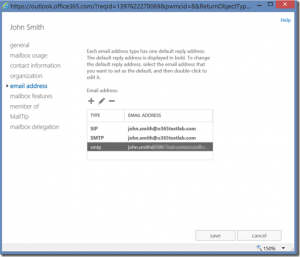 https://outlook.office365.com/?reqId=1397622270069&pwmcid=6&ReturnObjectTyp...
John Smith
Help
general
mailbox usage
contact information
organization
email address
mailbox features
member of
MailTip
mailbox delegation
Each email address type has one default reply address.
The default reply address is displayed in bold. To change
the default reply address, select the email address that
you want to set as the default, and then double-click to
edit it.
Email address:
TYPE EMAIL ADDRESS
SIP john.smith@o365testlab.com
SMTP john.smith@o365testlab.com
smtp john.smith@
save cancel
150%